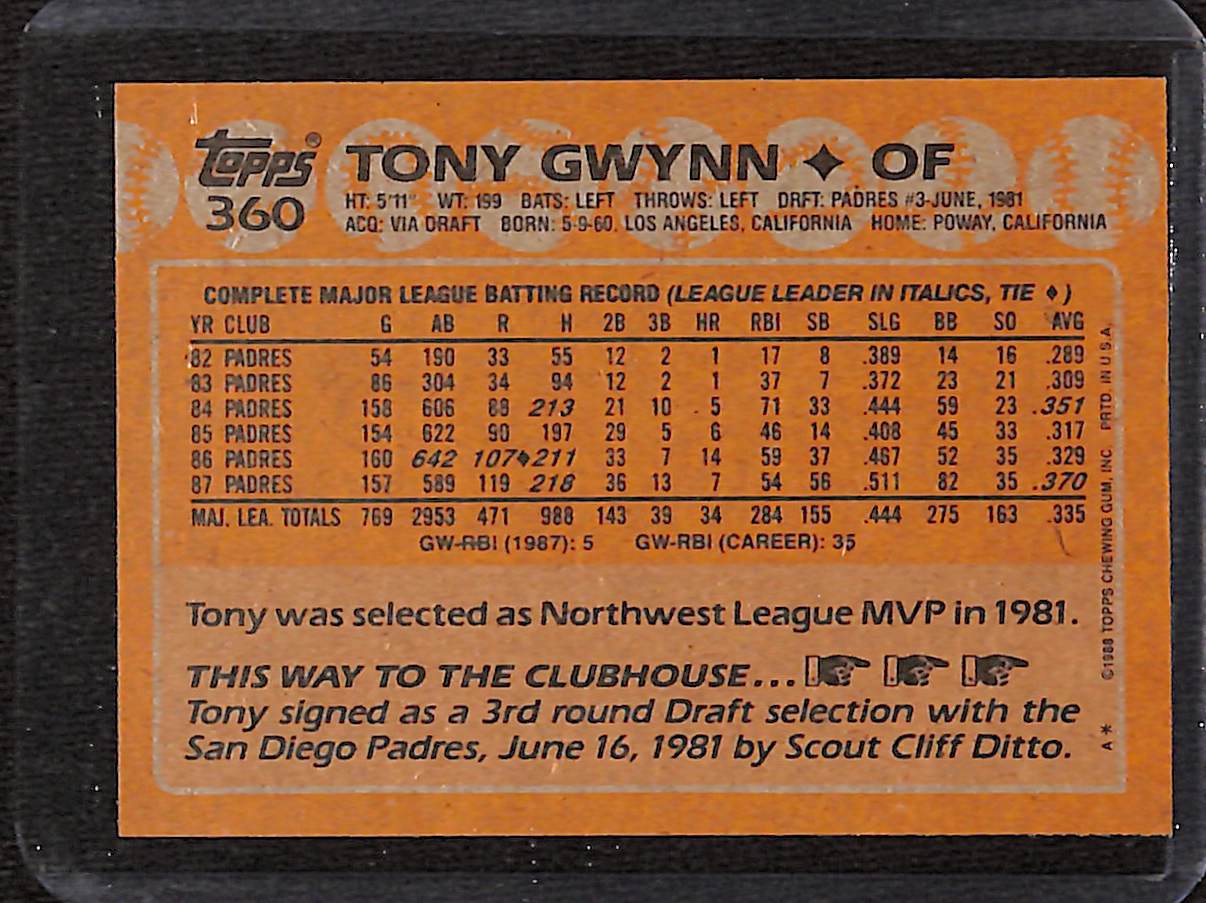 topps®
360
TONY GWYNN ✦ OF
HT: 5'11" WT: 199 BATS: LEFT THROWS: LEFT DRFT: PADRES #3-JUNE, 1981
ACQ: VIA DRAFT BORN: 5-9-60, LOS ANGELES, CALIFORNIA HOME: POWAY, CALIFORNIA
COMPLETE MAJOR LEAGUE BATTING RECORD (LEAGUE LEADER IN ITALICS, TIE ♦)
YR CLUB G AB R H 2B 3B HR RBI SB SLG BB SO AVG
82 PADRES 54 190 33 55 12 2 1 17 8 .389 14 16 .289
83 PADRES 86 304 34 94 12 2 1 37 7 .372 23 21 .309
84 PADRES 158 606 88 213 21 10 5 71 33 .444 59 23 .351
85 PADRES 154 622 90 197 29 5 6 46 14 .408 45 33 .317
86 PADRES 160 642 107♦211 33 7 14 59 37 .467 52 35 .329
87 PADRES 157 589 119 218 36 13 7 54 56 .511 82 35 .370
MAJ. LEA. TOTALS 769 2953 471 988 143 39 34 284 155 .444 275 163 .335
GW-RBI (1987): 5 GW-RBI (CAREER): 35
Tony was selected as Northwest League MVP in 1981.
THIS WAY TO THE CLUBHOUSE...
Tony signed as a 3rd round Draft selection with the
San Diego Padres, June 16, 1981 by Scout Cliff Ditto.
A* ©1988 TOPPS CHEWING GUM, INC. PRTD. IN U.S.A.